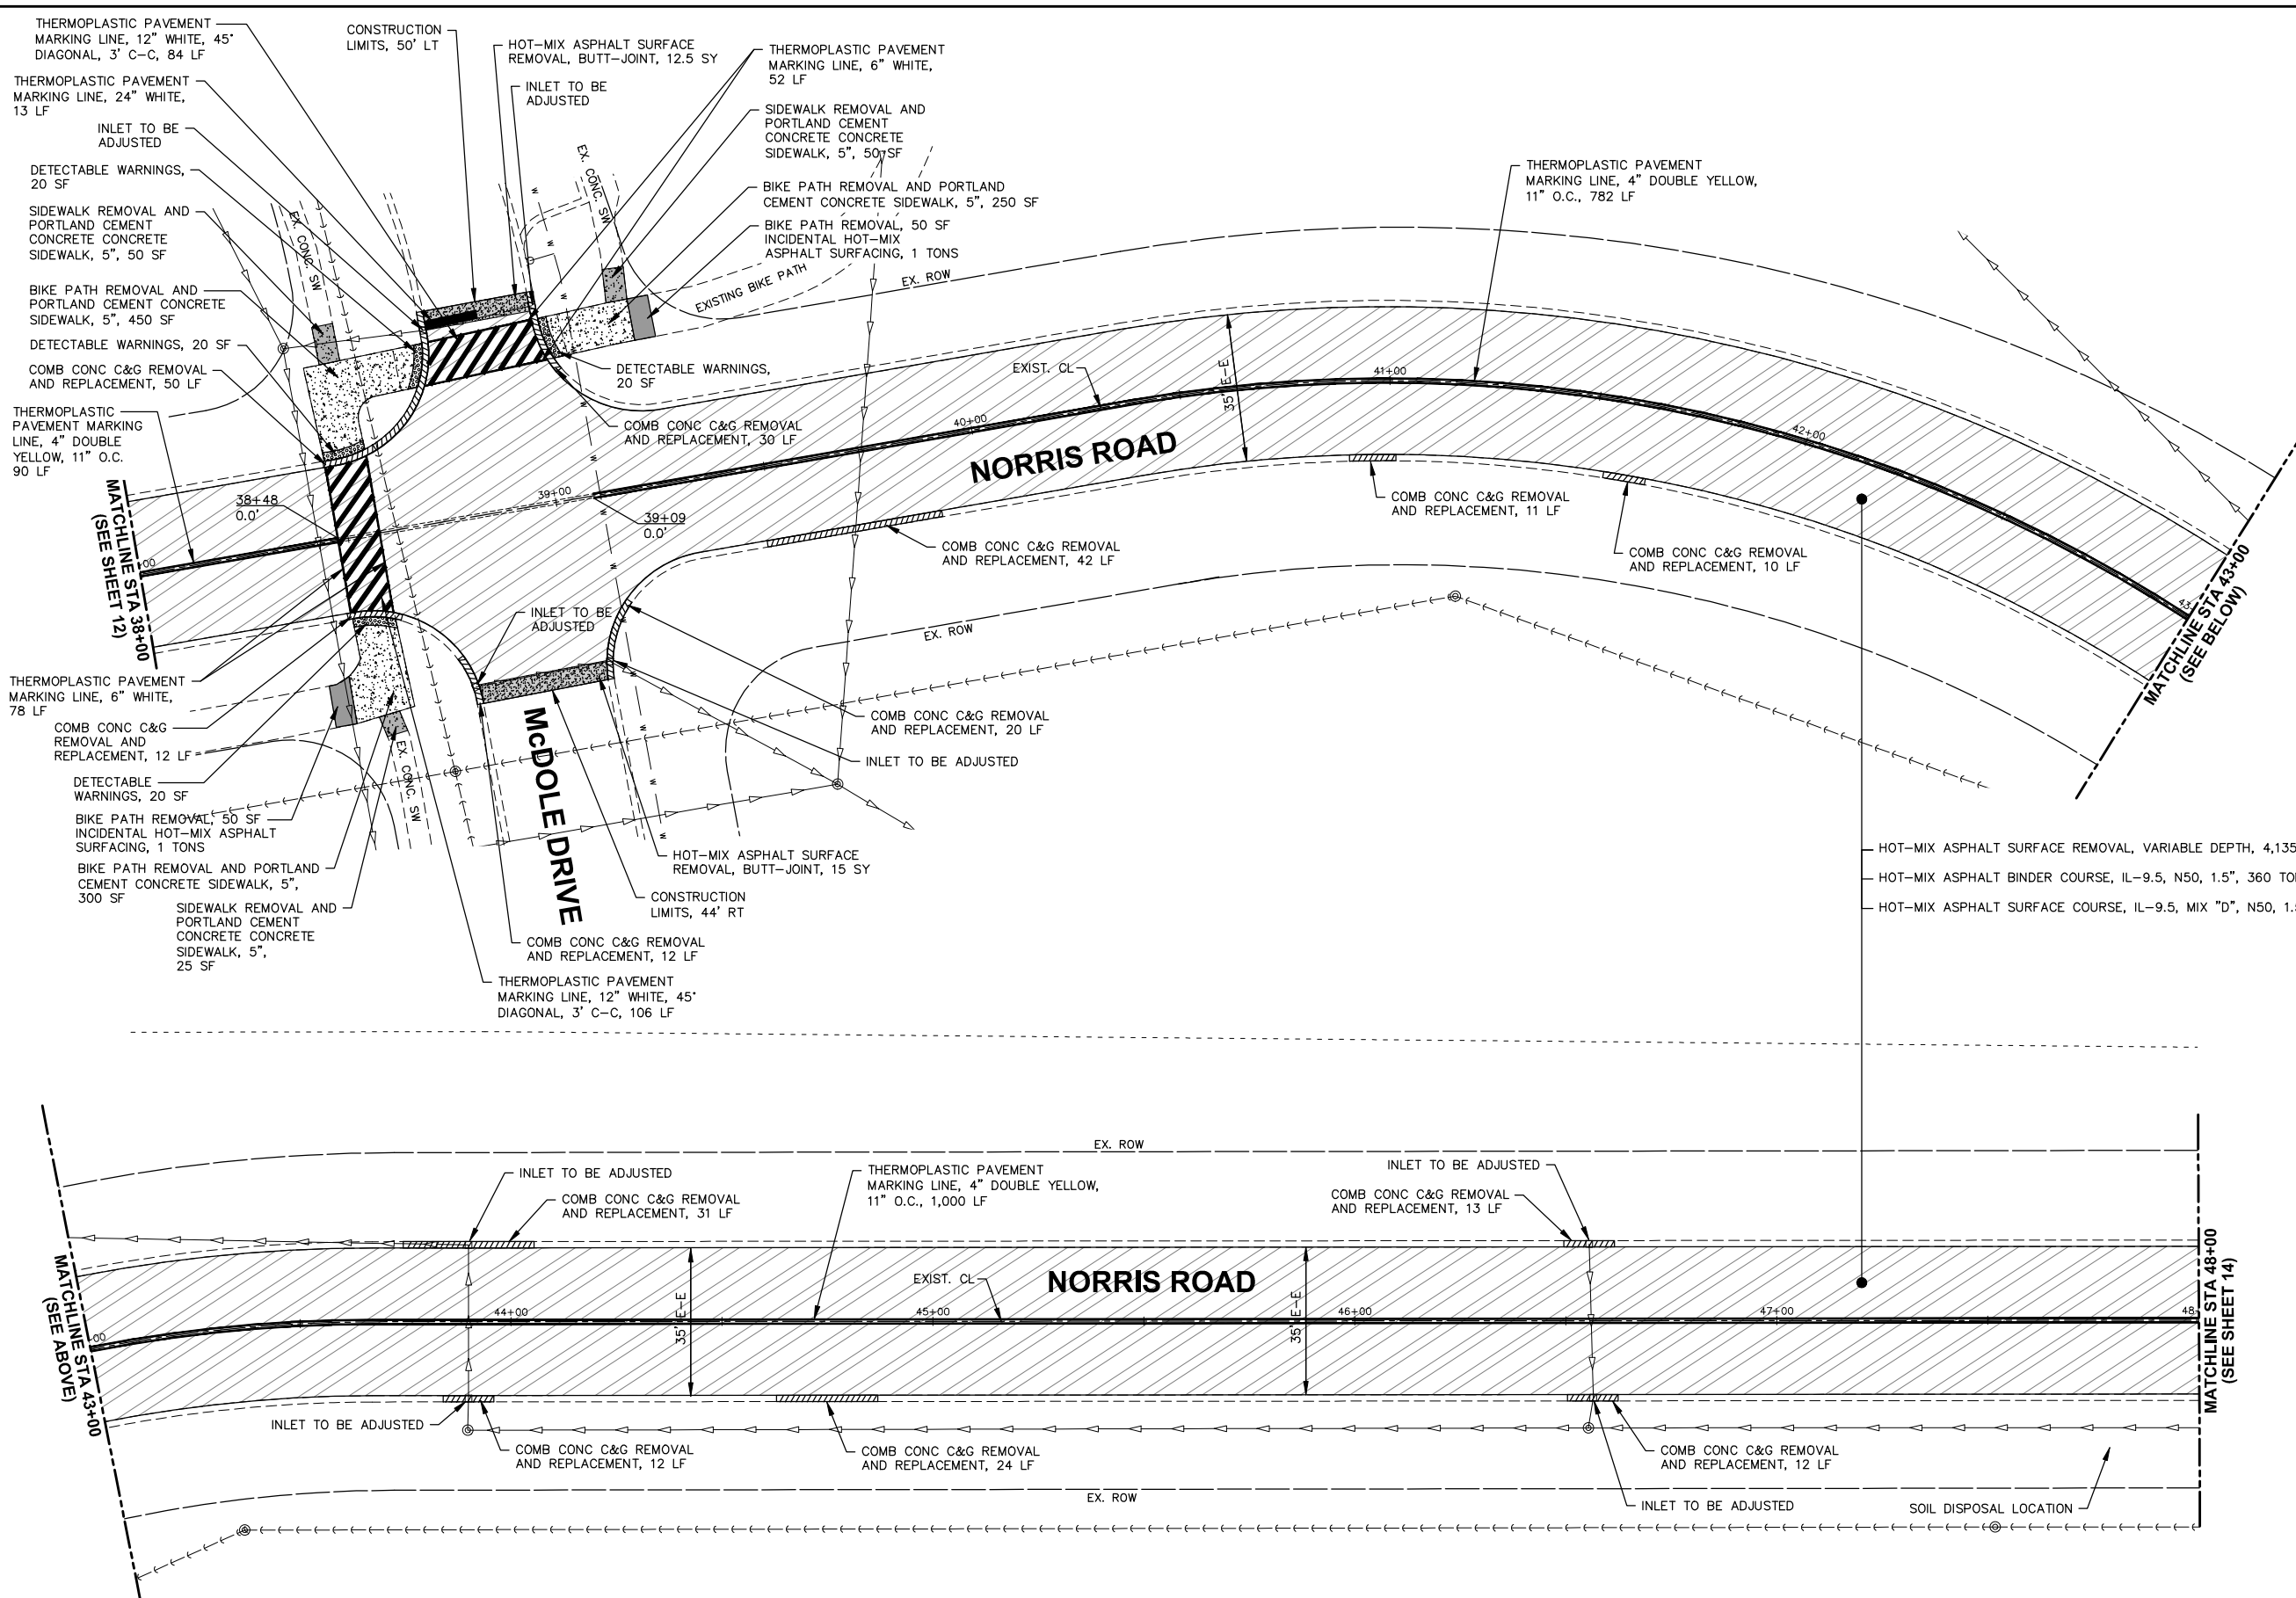 THERMOPLASTIC PAVEMENT
MARKING LINE, 12" WHITE, 45°
DIAGONAL, 3' C-C, 84 LF
CONSTRUCTION
LIMITS, 50' LT
HOT-MIX ASPHALT SURFACE
REMOVAL, BUTT-JOINT, 12.5 SY
THERMOPLASTIC PAVEMENT
MARKING LINE, 6" WHITE,
52 LF
THERMOPLASTIC PAVEMENT
MARKING LINE, 24" WHITE,
13 LF
INLET TO BE
ADJUSTED
SIDEWALK REMOVAL AND
PORTLAND CEMENT
CONCRETE CONCRETE
SIDEWALK, 5", 50 SF
INLET TO BE
ADJUSTED
DETECTABLE WARNINGS,
20 SF
BIKE PATH REMOVAL AND PORTLAND
CEMENT CONCRETE SIDEWALK, 5", 250 SF
BIKE PATH REMOVAL, 50 SF
INCIDENTAL HOT-MIX
ASPHALT SURFACING, 1 TONS
THERMOPLASTIC PAVEMENT
MARKING LINE, 4" DOUBLE YELLOW,
11" O.C., 782 LF
SIDEWALK REMOVAL AND
PORTLAND CEMENT
CONCRETE CONCRETE
SIDEWALK, 5", 50 SF
EX. CONC. SW
EX. CONC. SW
EXISTING BIKE PATH
EX. ROW
BIKE PATH REMOVAL AND
PORTLAND CEMENT CONCRETE
SIDEWALK, 5", 450 SF
DETECTABLE WARNINGS, 20 SF
COMB CONC C&G REMOVAL
AND REPLACEMENT, 50 LF
DETECTABLE WARNINGS,
20 SF
EXIST. CL
35' E-E
41+00
THERMOPLASTIC
PAVEMENT MARKING
LINE, 4" DOUBLE
YELLOW, 11" O.C.
90 LF
COMB CONC C&G REMOVAL
AND REPLACEMENT, 30 LF
40+00
NORRIS ROAD
42+00
MATCHLINE STA 38+00
(SEE SHEET 12)
38+48
0.0'
39+00
39+09
0.0'
00
COMB CONC C&G REMOVAL
AND REPLACEMENT, 11 LF
COMB CONC C&G REMOVAL
AND REPLACEMENT, 42 LF
COMB CONC C&G REMOVAL
AND REPLACEMENT, 10 LF
43
MATCHLINE STA 43+00
(SEE BELOW)
INLET TO BE
ADJUSTED
EX. ROW
THERMOPLASTIC PAVEMENT
MARKING LINE, 6" WHITE,
78 LF
COMB CONC C&G
REMOVAL AND
REPLACEMENT, 12 LF
COMB CONC C&G REMOVAL
AND REPLACEMENT, 20 LF
INLET TO BE ADJUSTED
EX. CONC. SW
McDOLE DRIVE
DETECTABLE
WARNINGS, 20 SF
BIKE PATH REMOVAL, 50 SF
INCIDENTAL HOT-MIX ASPHALT
SURFACING, 1 TONS
BIKE PATH REMOVAL AND PORTLAND
CEMENT CONCRETE SIDEWALK, 5",
300 SF
HOT-MIX ASPHALT SURFACE
REMOVAL, BUTT-JOINT, 15 SY
CONSTRUCTION
LIMITS, 44' RT
HOT-MIX ASPHALT SURFACE REMOVAL, VARIABLE DEPTH, 4,135
HOT-MIX ASPHALT BINDER COURSE, IL-9.5, N50, 1.5", 360 TO
HOT-MIX ASPHALT SURFACE COURSE, IL-9.5, MIX "D", N50, 1.
SIDEWALK REMOVAL AND
PORTLAND CEMENT
CONCRETE CONCRETE
SIDEWALK, 5",
25 SF
COMB CONC C&G REMOVAL
AND REPLACEMENT, 12 LF
THERMOPLASTIC PAVEMENT
MARKING LINE, 12" WHITE, 45°
DIAGONAL, 3' C-C, 106 LF
EX. ROW
INLET TO BE ADJUSTED
COMB CONC C&G REMOVAL
AND REPLACEMENT, 31 LF
THERMOPLASTIC PAVEMENT
MARKING LINE, 4" DOUBLE YELLOW,
11" O.C., 1,000 LF
INLET TO BE ADJUSTED
COMB CONC C&G REMOVAL
AND REPLACEMENT, 13 LF
MATCHLINE STA 43+00
(SEE ABOVE)
00
44+00
35' E-E
EXIST. CL
45+00
NORRIS ROAD
35' E-E
46+00
47+00
48
MATCHLINE STA 48+00
(SEE SHEET 14)
INLET TO BE ADJUSTED
COMB CONC C&G REMOVAL
AND REPLACEMENT, 12 LF
COMB CONC C&G REMOVAL
AND REPLACEMENT, 24 LF
COMB CONC C&G REMOVAL
AND REPLACEMENT, 12 LF
EX. ROW
INLET TO BE ADJUSTED
SOIL DISPOSAL LOCATION